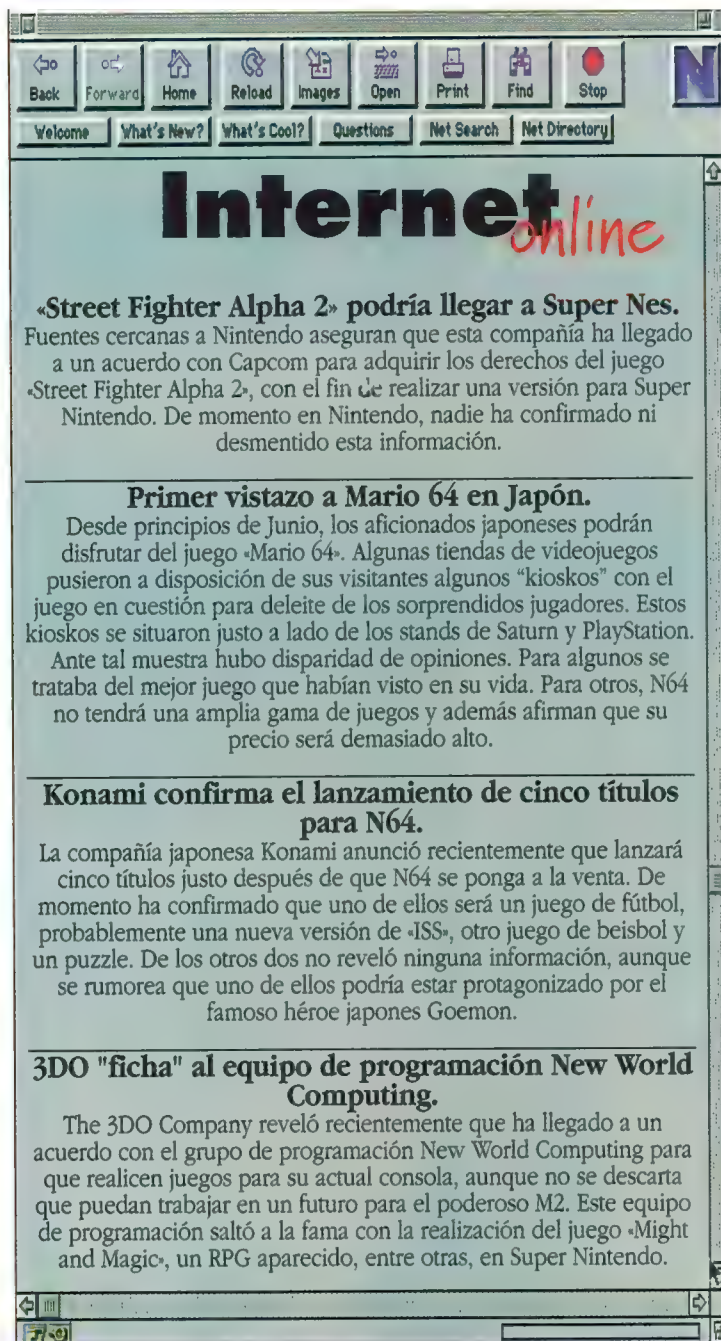 Back
Forward
Home
Reload
Images
Open
Print
Find
Stop
N
Welcome
What's New?
What's Cool?
Questions
Net Search
Net Directory
Internet
online
«Street Fighter Alpha 2» podría llegar a Super Nes.
Fuentes cercanas a Nintendo aseguran que esta compañía ha llegado
a un acuerdo con Capcom para adquirir los derechos del juego
«Street Fighter Alpha 2», con el fin de realizar una versión para Super
Nintendo. De momento en Nintendo, nadie ha confirmado ni
desmentido esta información.
Primer vistazo a Mario 64 en Japón.
Desde principios de Junio, los aficionados japoneses podrán
disfrutar del juego «Mario 64». Algunas tiendas de videojuegos
pusieron a disposición de sus visitantes algunos "kioskos" con el
juego en cuestión para deleite de los sorprendidos jugadores. Estos
kioskos se situaron justo a lado de los stands de Saturn y PlayStation.
Ante tal muestra hubo disparidad de opiniones. Para algunos se
trataba del mejor juego que habían visto en su vida. Para otros, N64
no tendrá una amplia gama de juegos y además afirman que su
precio será demasiado alto.
Konami confirma el lanzamiento de cinco títulos
para N64.
La compañía japonesa Konami anunció recientemente que lanzará
cinco títulos justo después de que N64 se ponga a la venta. De
momento ha confirmado que uno de ellos será un juego de fútbol,
probablemente una nueva versión de «ISS», otro juego de beisbol y
un puzzle. De los otros dos no reveló ninguna información, aunque
se rumorea que uno de ellos podría estar protagonizado por el
famoso héroe japones Goemon.
3DO "ficha" al equipo de programación New World
Computing.
The 3DO Company reveló recientemente que ha llegado a un
acuerdo con el grupo de programación New World Computing para
que realicen juegos para su actual consola, aunque no se descarta
que puedan trabajar en un futuro para el poderoso M2. Este equipo
de programación saltó a la fama con la realización del juego «Might
and Magic», un RPG aparecido, entre otras, en Super Nintendo.